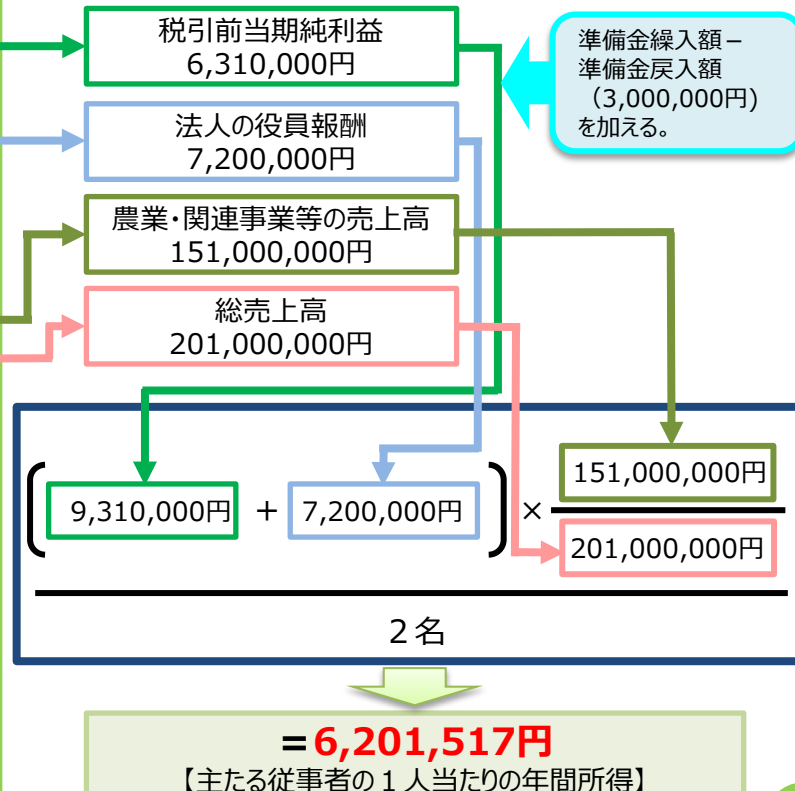 税引前当期純利益
6,310,000円
準備金繰入額－
準備金戻入額
（3,000,000円）
を加える。
法人の役員報酬
7,200,000円
農業・関連事業等の売上高
151,000,000円
総売上高
201,000,000円
9,310,000円 + 7,200,000円 × 151,000,000円
201,000,000円
２名
=6,201,517円
【主たる従事者の１人当たりの年間所得】